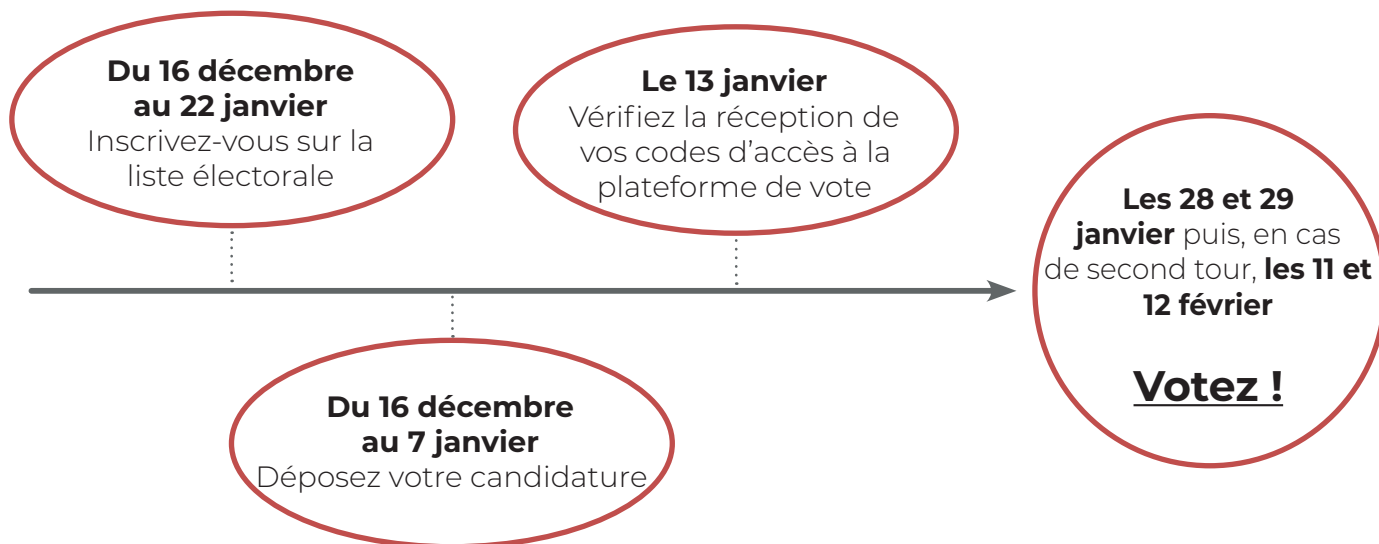 Du 16 décembre
au 22 janvier
Inscrivez-vous sur la
liste électorale
Le 13 janvier
Vérifiez la réception de
vos codes d’accès à la
plateforme de vote
Du 16 décembre
au 7 janvier
Déposez votre candidature
Les 28 et 29
janvier puis, en cas
de second tour, les 11 et
12 février
Votez !